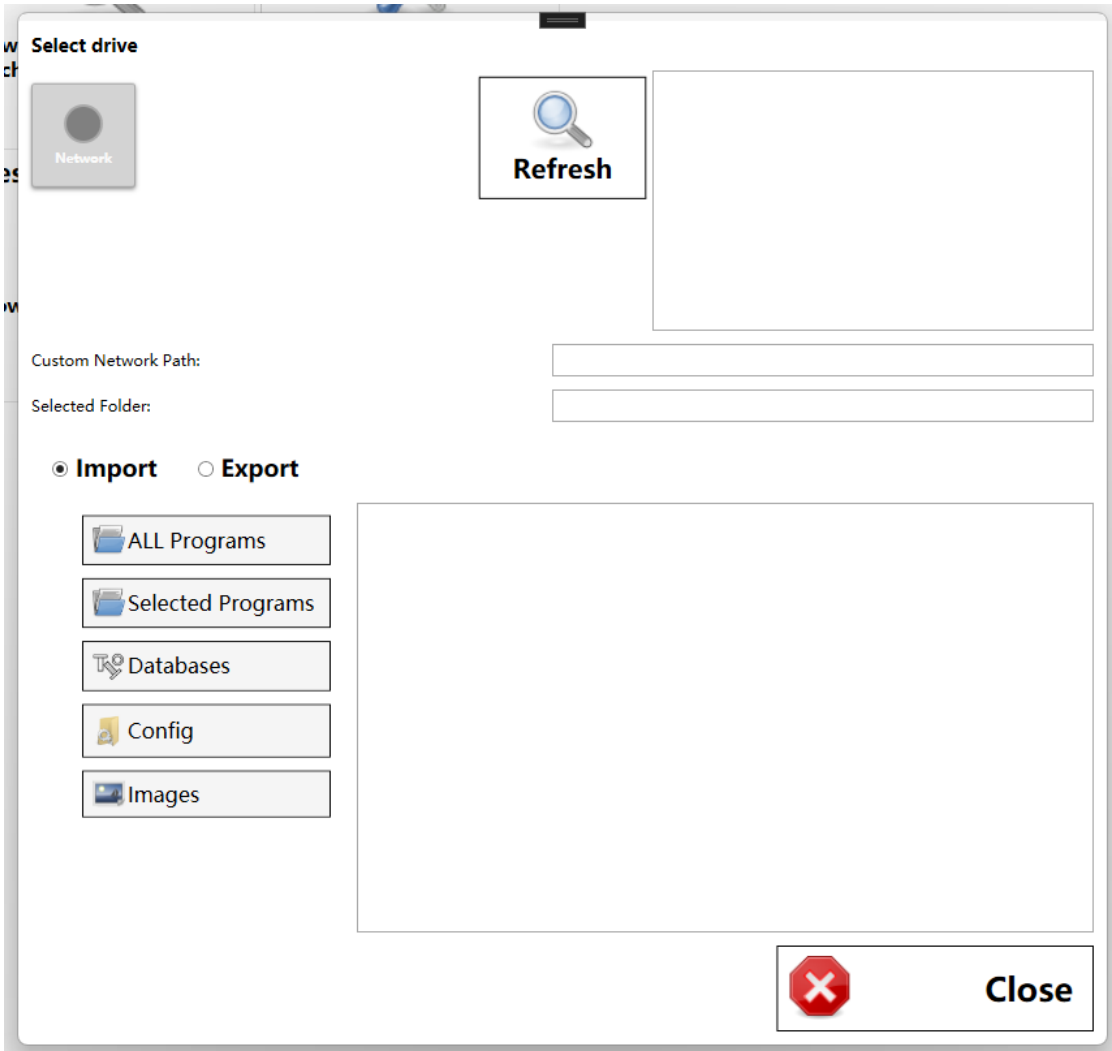 Select drive
Network
Refresh
Custom Network Path:
Selected Folder:
Import
Export
ALL Programs
Selected Programs
Databases
Config
Images
Close